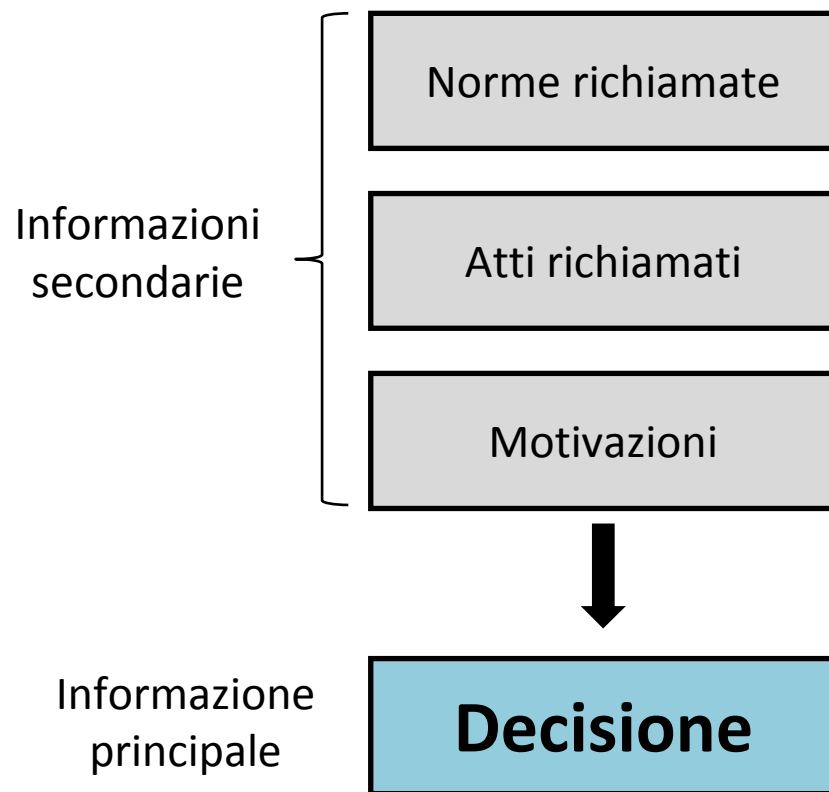 Norme richiamate
Informazioni
secondarie
Atti richiamati
Motivazioni
Informazione
principale
Decisione